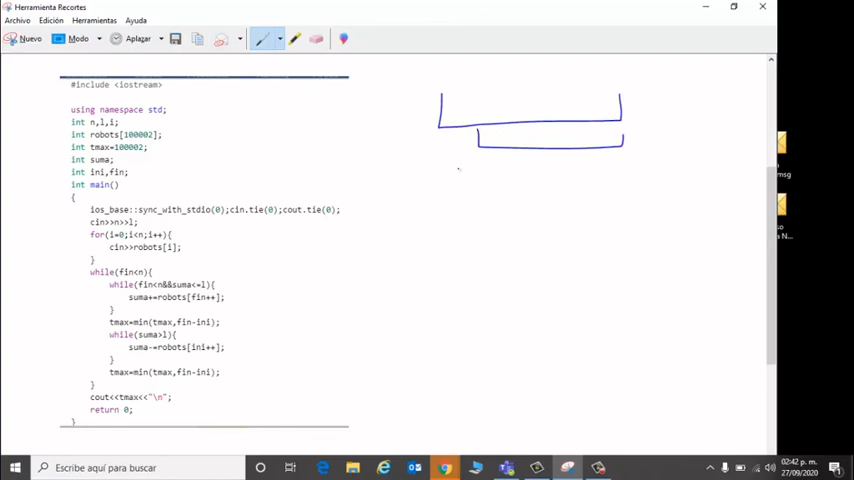 Herramienta Recortes
Archivo Edición Herramientas Ayuda
Nuevo Modo Aplazar
#include <iostream>
using namespace std;
int n,l,i;
int robots[100002];
int tmax=100002;
int suma;
int ini,fin;
int main()
{
ios_base::sync_with_stdio(0);cin.tie(0);cout.tie(0);
cin>>n>>l;
for(i=0;i<n;i++){
cin>>robots[i];
}
while(fin<n){
while(fin<n&&suma<=l){
suma+=robots[fin++];
}
tmax=min(tmax,fin-ini);
while(suma>l){
suma-=robots[ini++];
}
tmax=min(tmax,fin-ini);
}
cout<<tmax<<"\n";
return 0;
}
msg
so
a N...
Escribe aquí para buscar
02:42 p. m.
27/09/2020